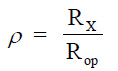 ρ = R_X / R_op